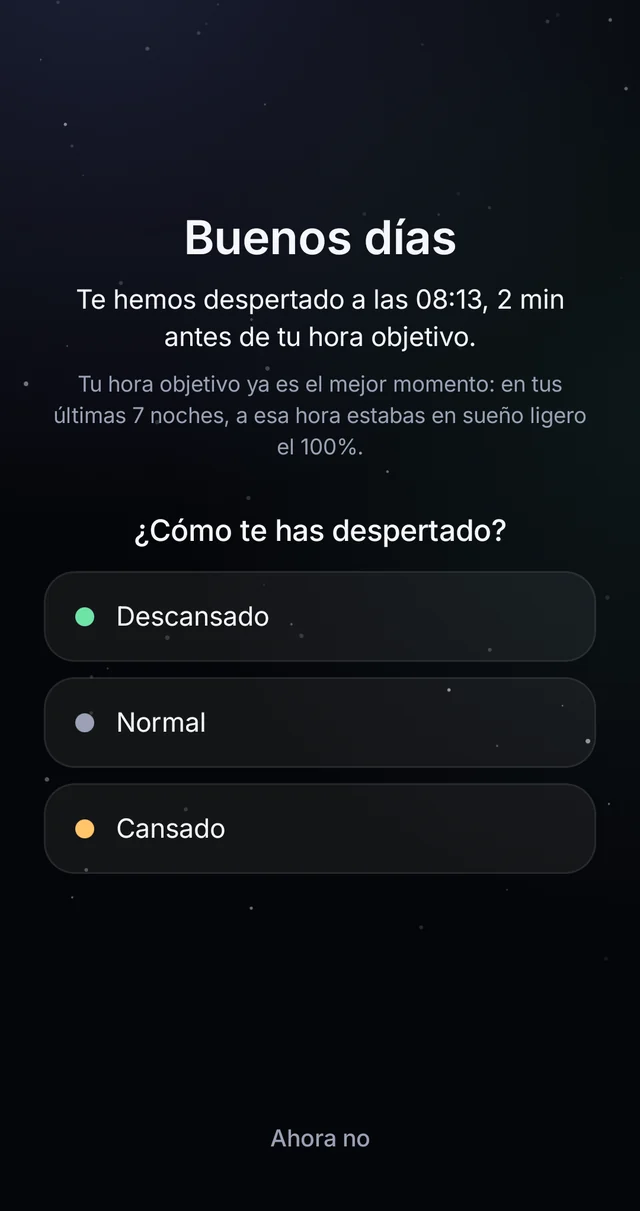 Buenos días
Te hemos despertado a las 08:13, 2 min
antes de tu hora objetivo.
Tu hora objetivo ya es el mejor momento: en tus
últimas 7 noches, a esa hora estabas en sueño ligero
el 100%.
¿Cómo te has despertado?
Descansado
Normal
Cansado
Ahora no